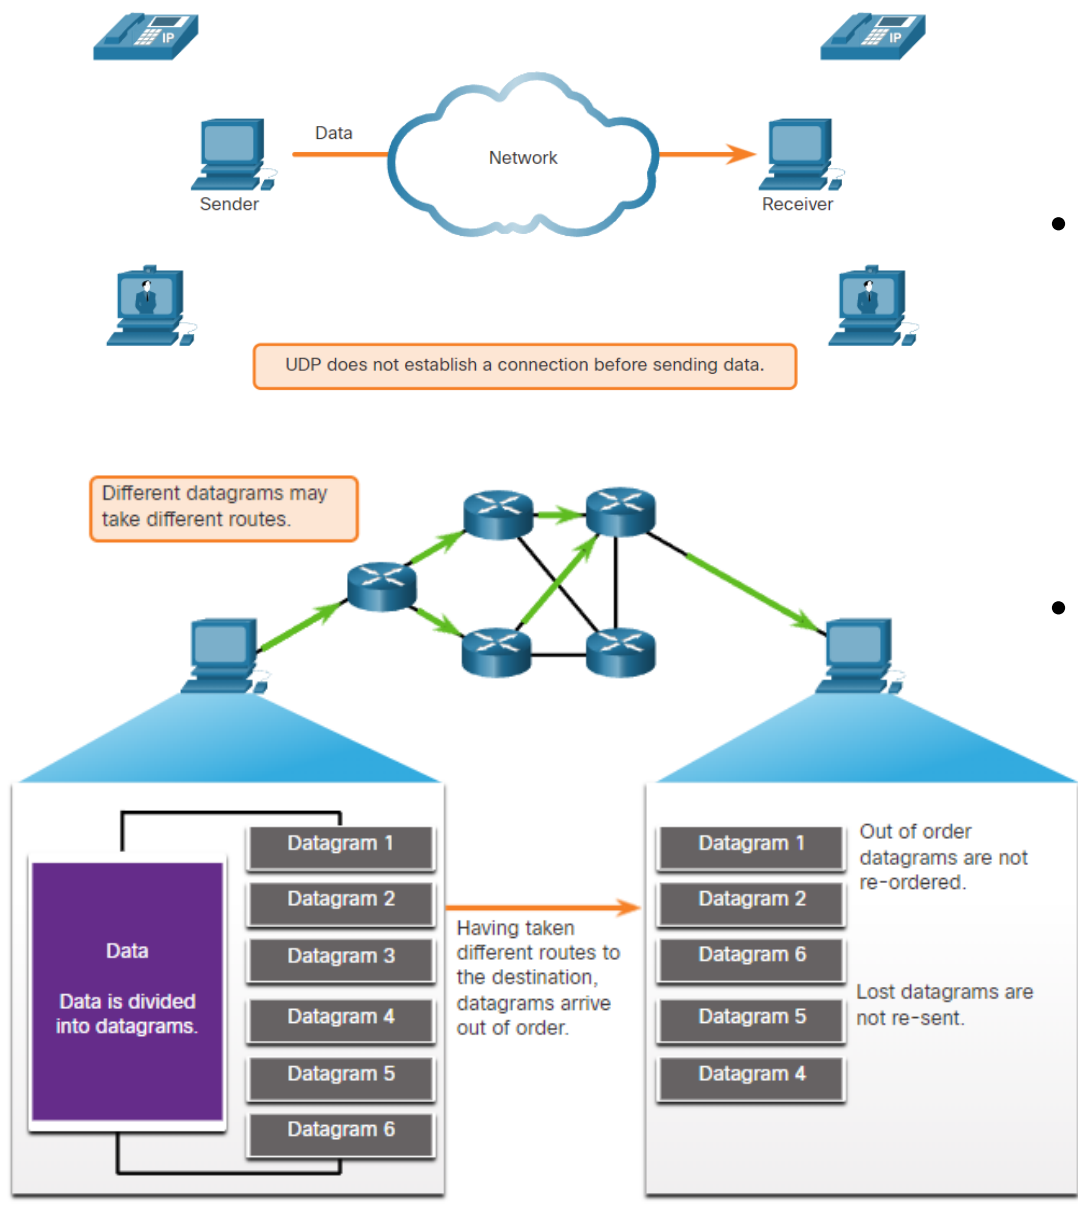 IP
IP
Data
Network
Sender
Receiver
UDP does not establish a connection before sending data.
Different datagrams may
take different routes.
Data
Data is divided
into datagrams.
Datagram 1
Datagram 2
Datagram 3
Datagram 4
Datagram 5
Datagram 6
Having taken
different routes to
the destination,
datagrams arrive
out of order.
Datagram 1
Datagram 2
Datagram 6
Datagram 5
Datagram 4
Out of order
datagrams are not
re-ordered.
Lost datagrams are
not re-sent.